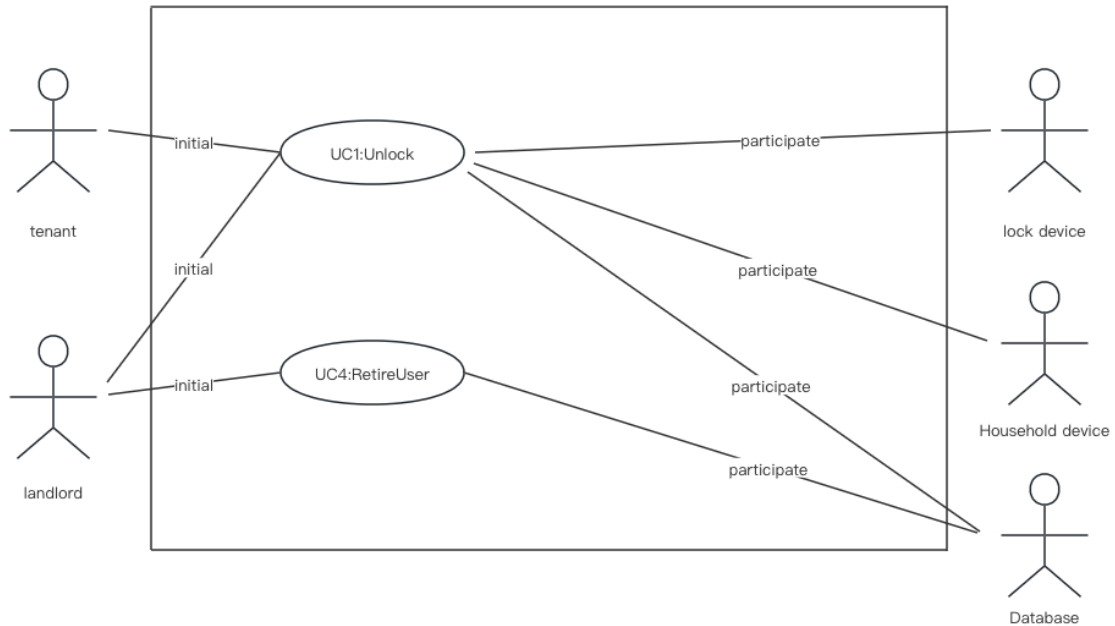 initial
UC1:Unlock
participate
tenant
lock device
initial
participate
initial
UC4:RetireUser
participate
Household device
participate
landlord
Database